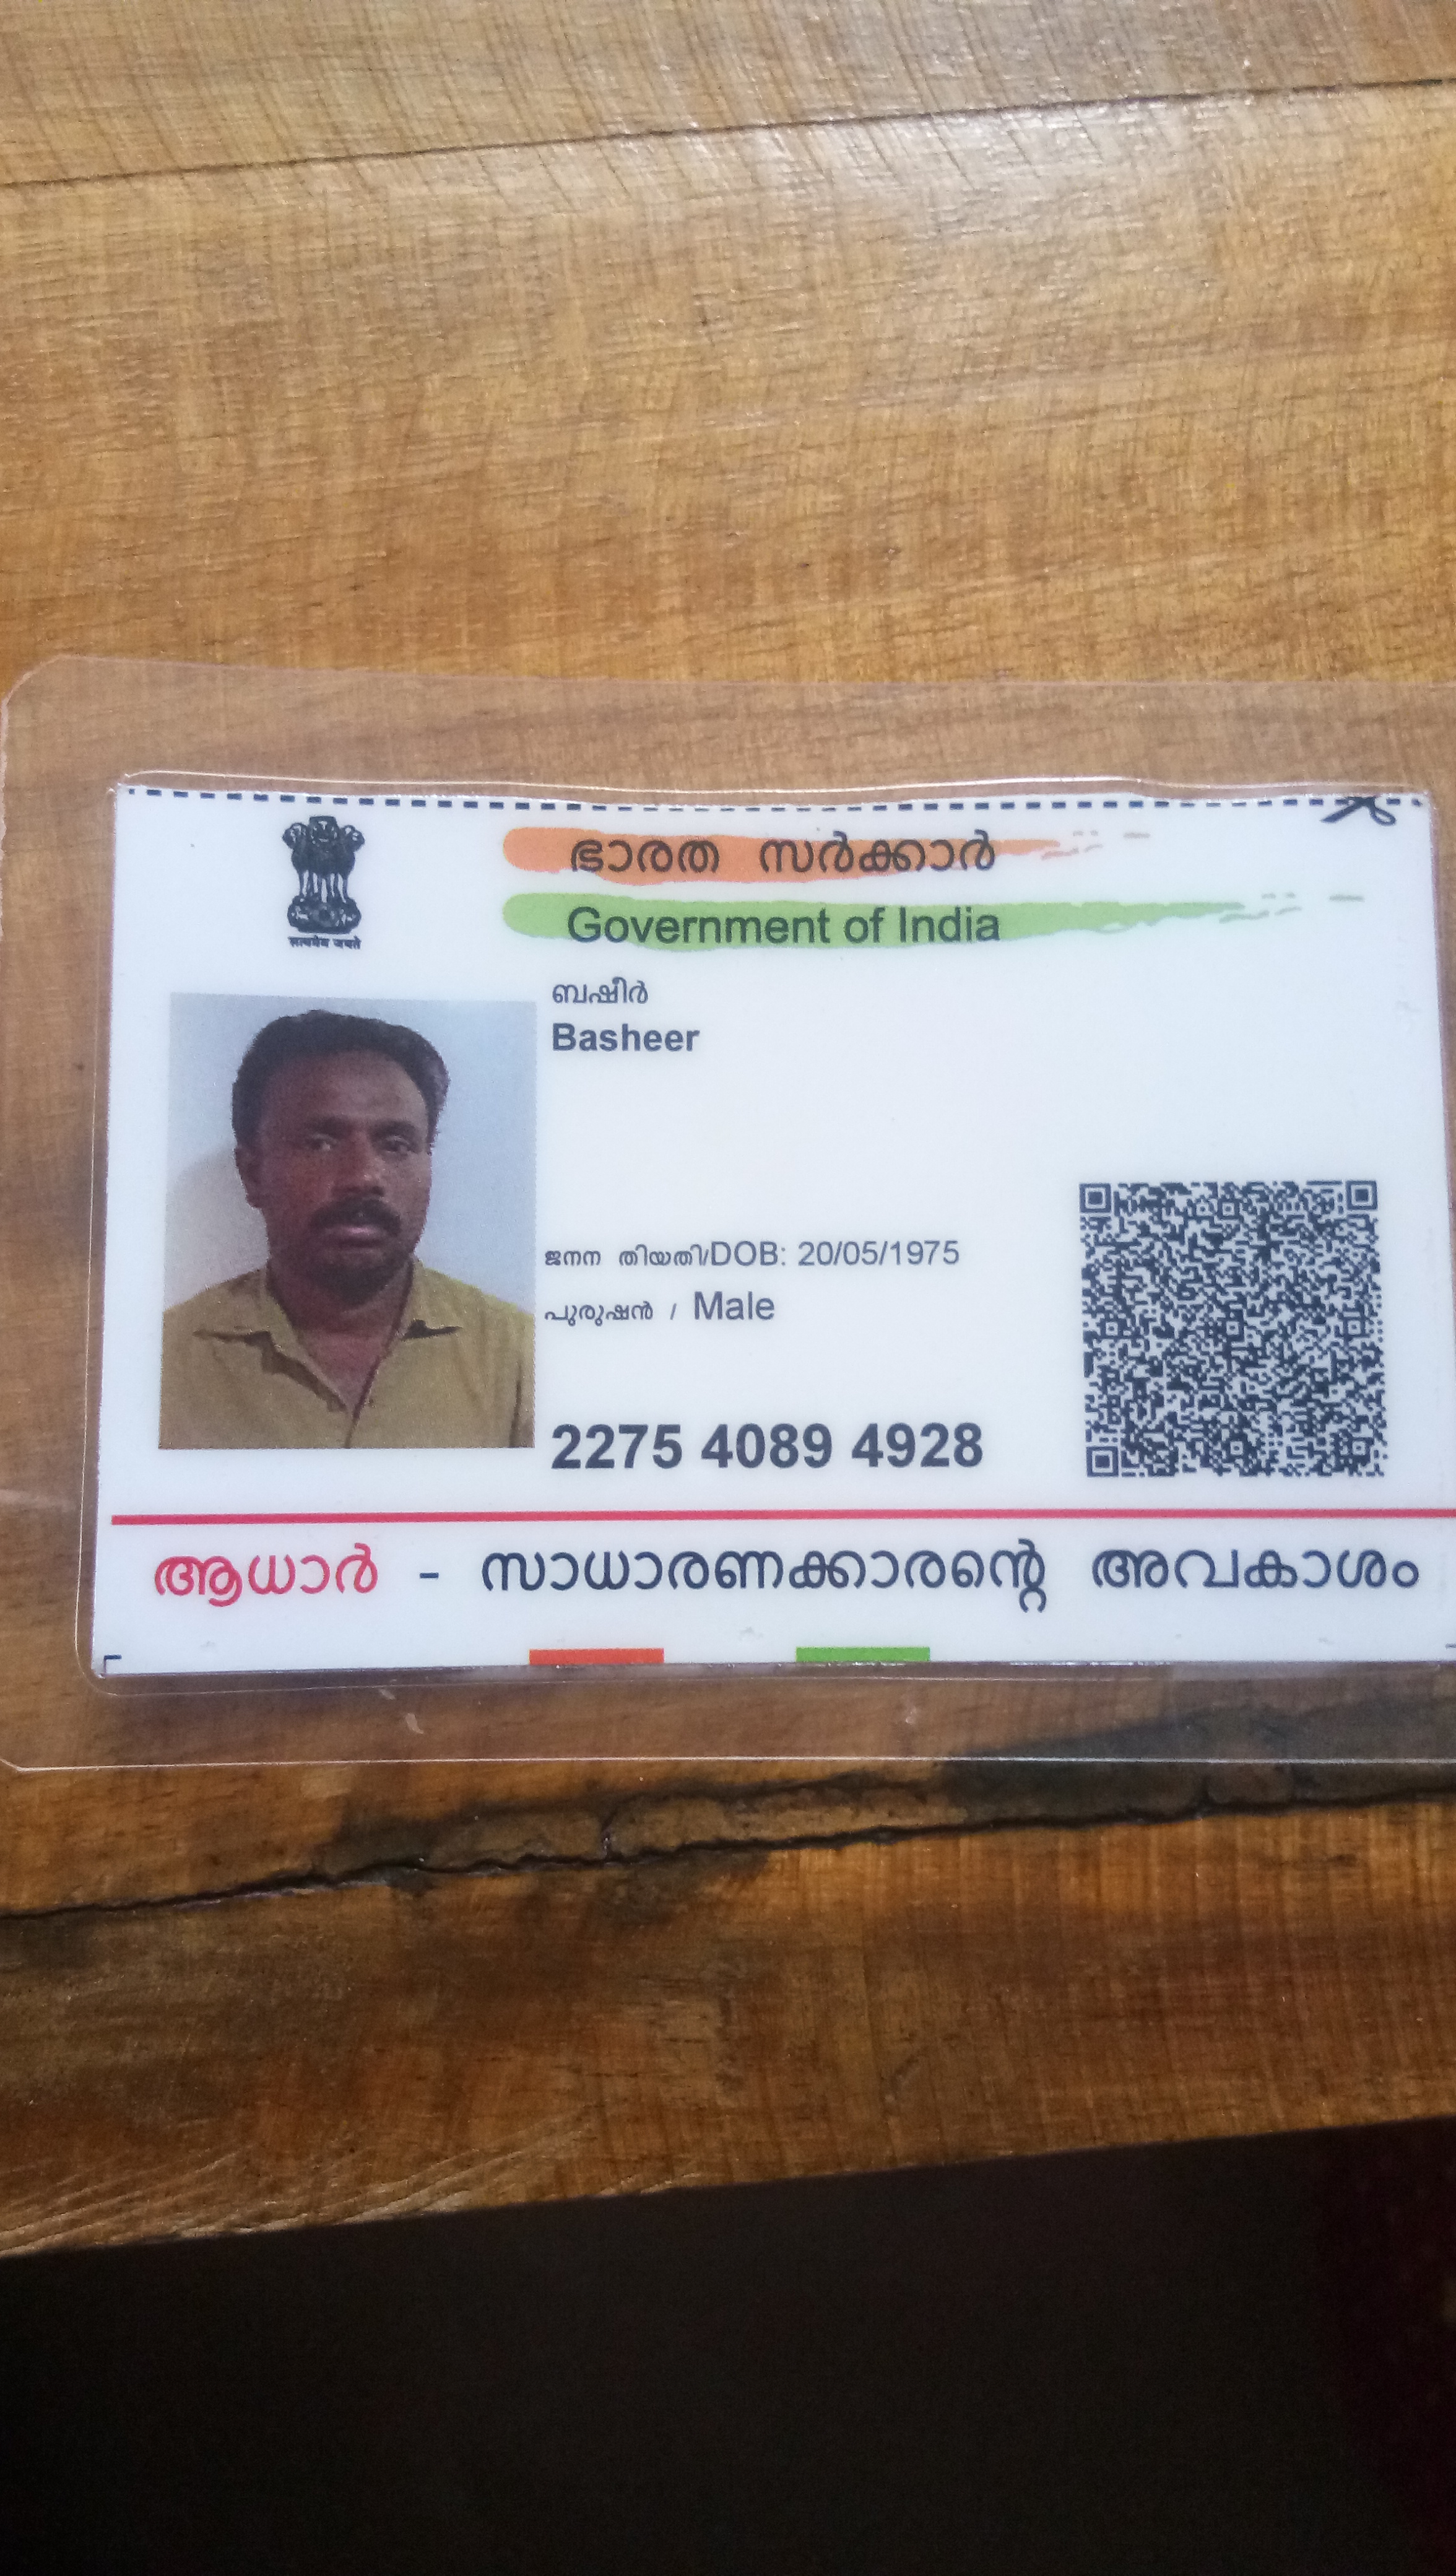 ഭാരത സർക്കാർ
Government of India
सत्यमेव जयते
ബഷീർ
Basheer
ജനന തിയതി/DOB: 20/05/1975
പുരുഷൻ / Male
2275 4089 4928
ആധാർ - സാധാരണക്കാരന്റെ അവകാശം